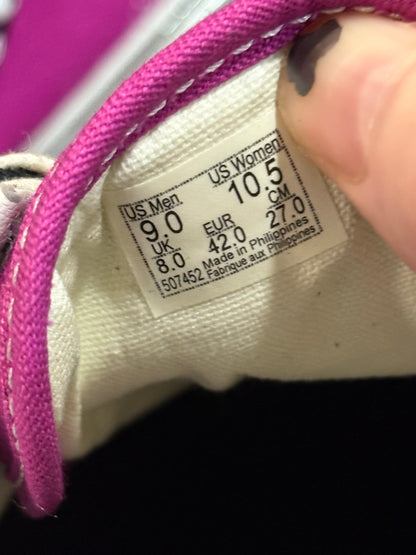 US Men US Women
9.0 10.5
UK EUR CM
8.0 42.0 27.0
507452 Made in Philippines
Fabriqué aux Philippines